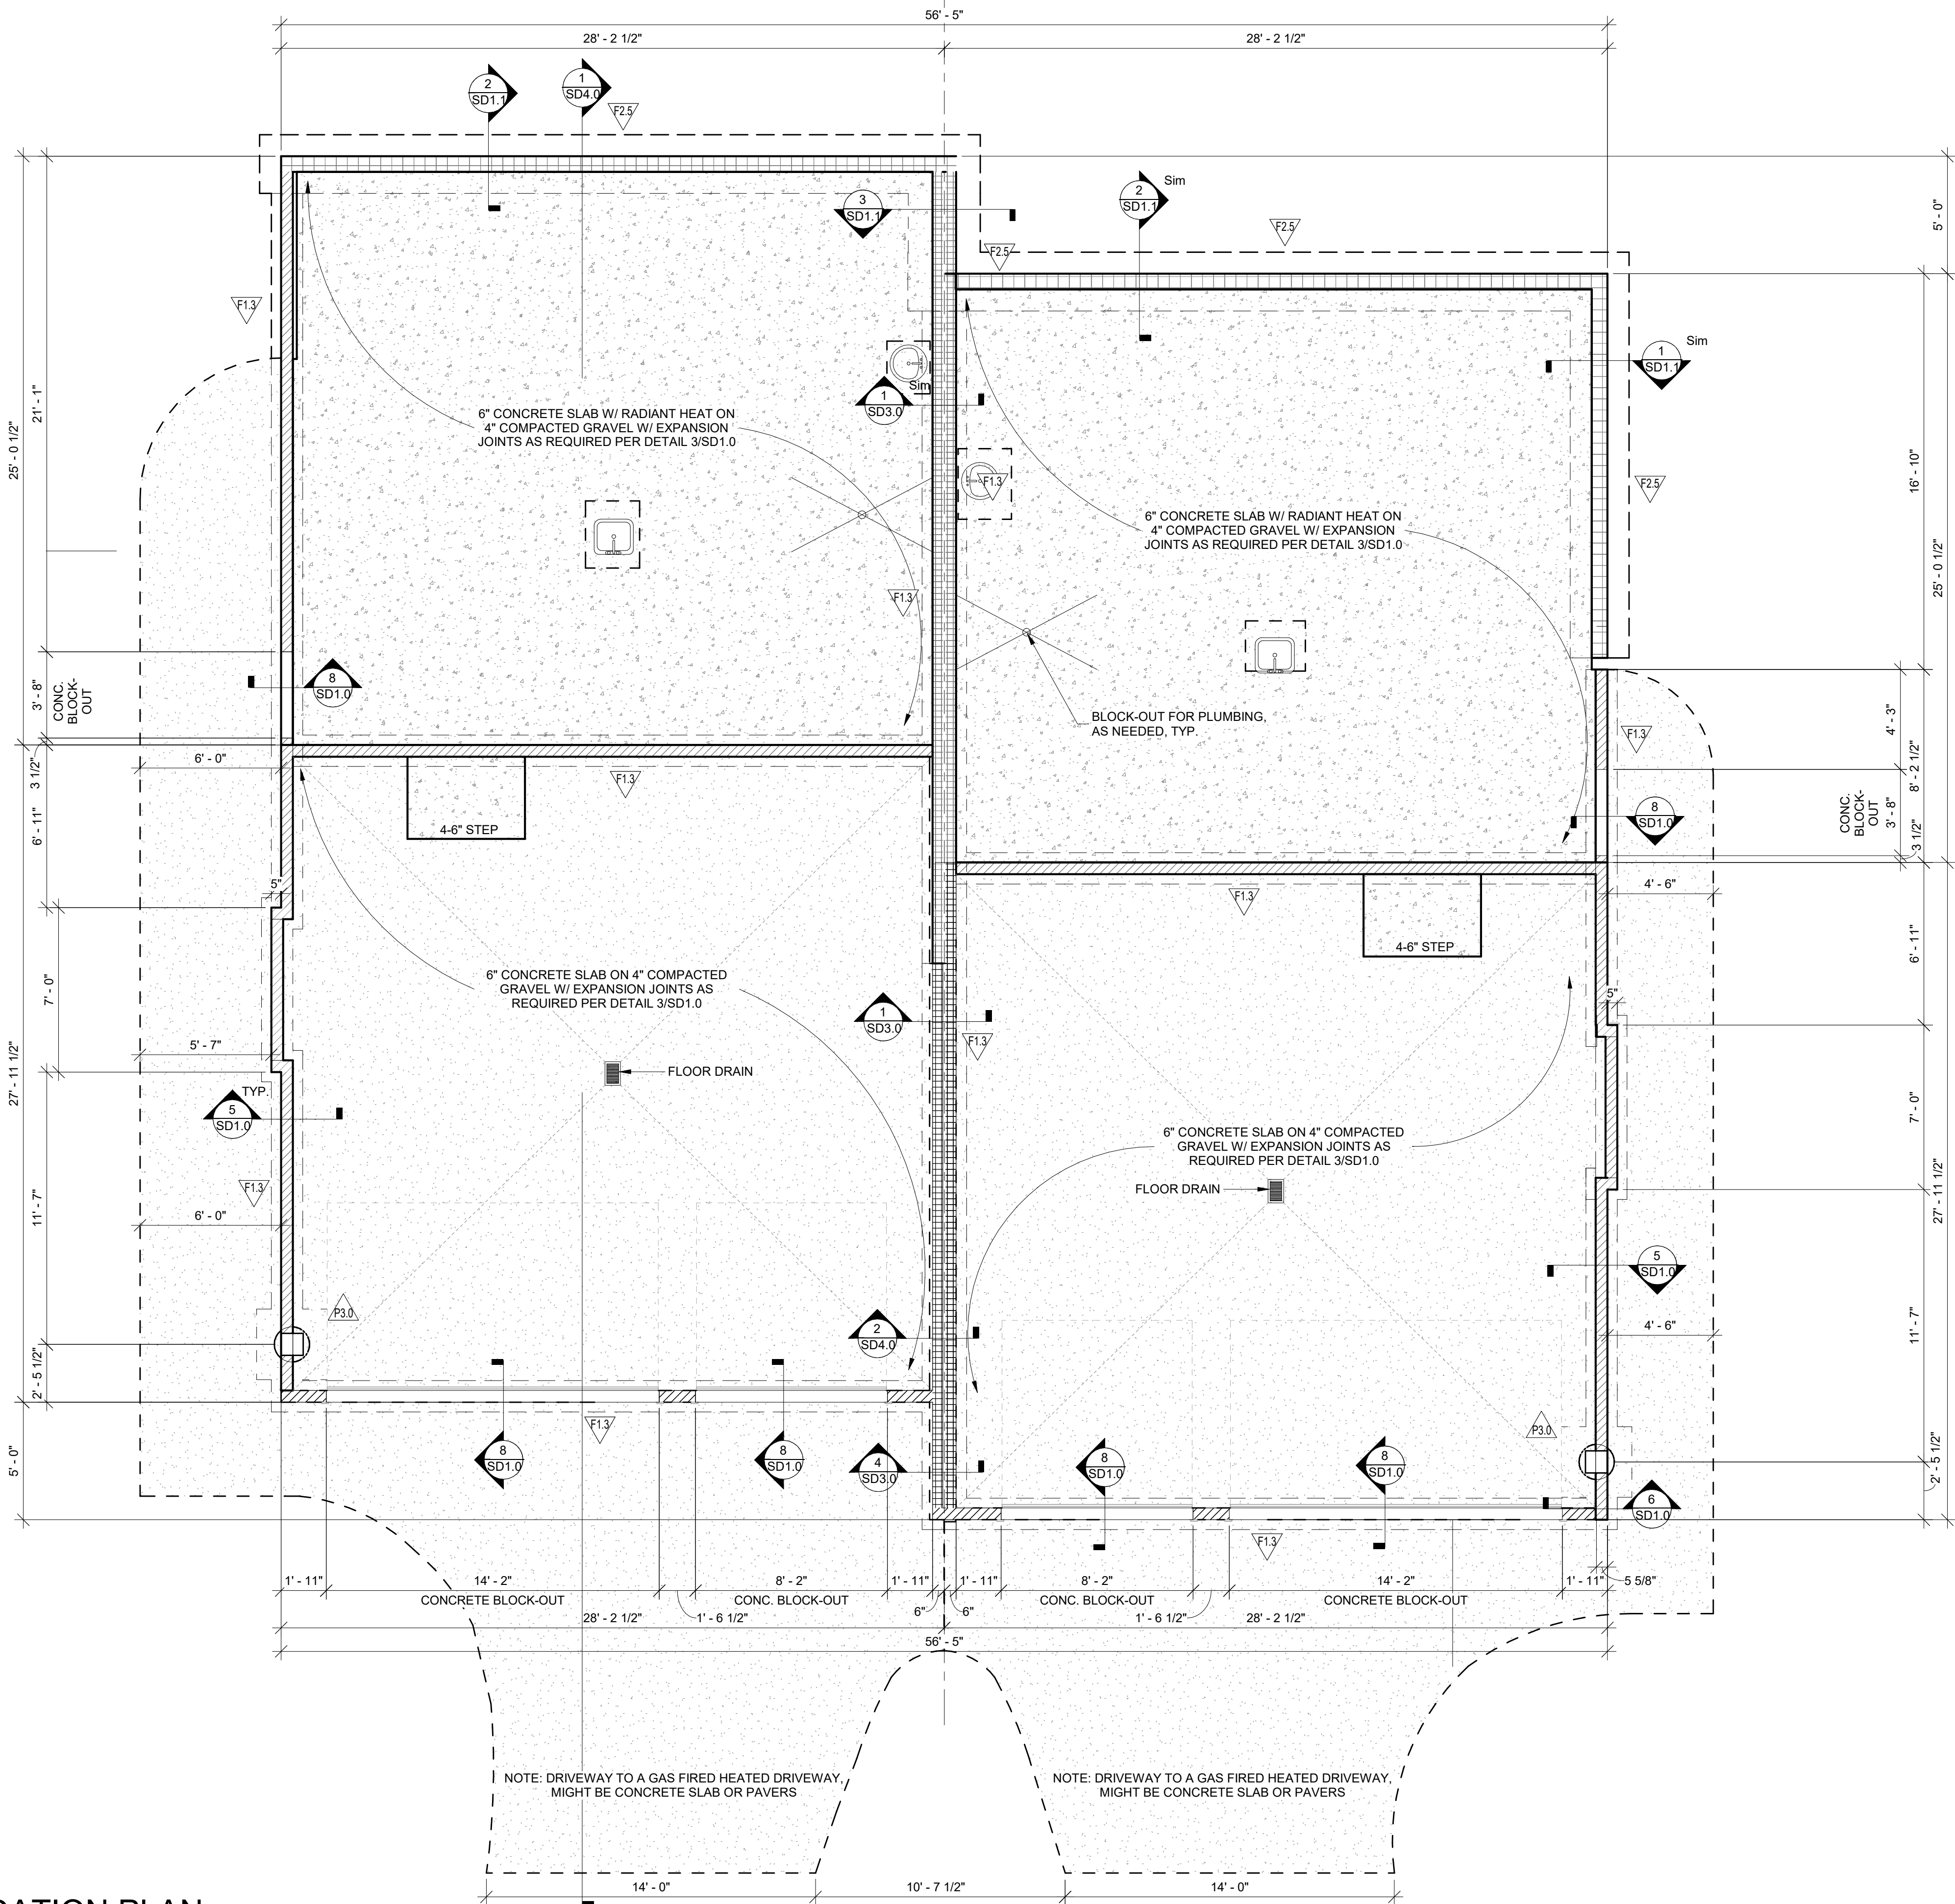 56' - 5"
28' - 2 1/2"
28' - 2 1/2"
2
SD1.1
1
SD4.0
F2.5
3
SD1.1
2
SD1.1
Sim
F2.5
F2.5
5' - 0"
F1.3
21' - 1"
25' - 0 1/2"
Sim
1
SD3.0
1
SD1.1
Sim
6" CONCRETE SLAB W/ RADIANT HEAT ON
4" COMPACTED GRAVEL W/ EXPANSION
JOINTS AS REQUIRED PER DETAIL 3/SD1.0
F1.3
F2.5
16' - 10"
25' - 0 1/2"
6" CONCRETE SLAB W/ RADIANT HEAT ON
4" COMPACTED GRAVEL W/ EXPANSION
JOINTS AS REQUIRED PER DETAIL 3/SD1.0
F1.3
8
SD1.0
3' - 8"
CONC.
BLOCK-
OUT
BLOCK-OUT FOR PLUMBING,
AS NEEDED, TYP.
F1.3
4' - 3"
8' - 2 1/2"
3 1/2"
6' - 0"
F1.3
6' - 11"
4-6" STEP
8
SD1.0
CONC.
BLOCK-
OUT
3' - 8"
3 1/2"
5"
4' - 6"
F1.3
4-6" STEP
6' - 11"
7' - 0"
6" CONCRETE SLAB ON 4" COMPACTED
GRAVEL W/ EXPANSION JOINTS AS
REQUIRED PER DETAIL 3/SD1.0
5"
1
SD3.0
F1.3
5' - 7"
FLOOR DRAIN
27' - 11 1/2"
TYP.
5
SD1.0
7' - 0"
6" CONCRETE SLAB ON 4" COMPACTED
GRAVEL W/ EXPANSION JOINTS AS
REQUIRED PER DETAIL 3/SD1.0
F1.3
FLOOR DRAIN
11' - 7"
6' - 0"
27' - 11 1/2"
5
SD1.0
P3.0
2
SD4.0
4' - 6"
11' - 7"
2' - 5 1/2"
F1.3
P3.0
5' - 0"
8
SD1.0
8
SD1.0
4
SD3.0
8
SD1.0
8
SD1.0
2' - 5 1/2"
6
SD1.0
F1.3
1' - 11"
14' - 2"
8' - 2"
1' - 11"
1' - 11"
8' - 2"
14' - 2"
1' - 11"
5 5/8"
CONCRETE BLOCK-OUT
CONC. BLOCK-OUT
CONC. BLOCK-OUT
CONCRETE BLOCK-OUT
6"
6"
28' - 2 1/2"
1' - 6 1/2"
1' - 6 1/2"
28' - 2 1/2"
56' - 5"
NOTE: DRIVEWAY TO A GAS FIRED HEATED DRIVEWAY,
MIGHT BE CONCRETE SLAB OR PAVERS
NOTE: DRIVEWAY TO A GAS FIRED HEATED DRIVEWAY,
MIGHT BE CONCRETE SLAB OR PAVERS
14' - 0"
10' - 7 1/2"
14' - 0"
PLAN